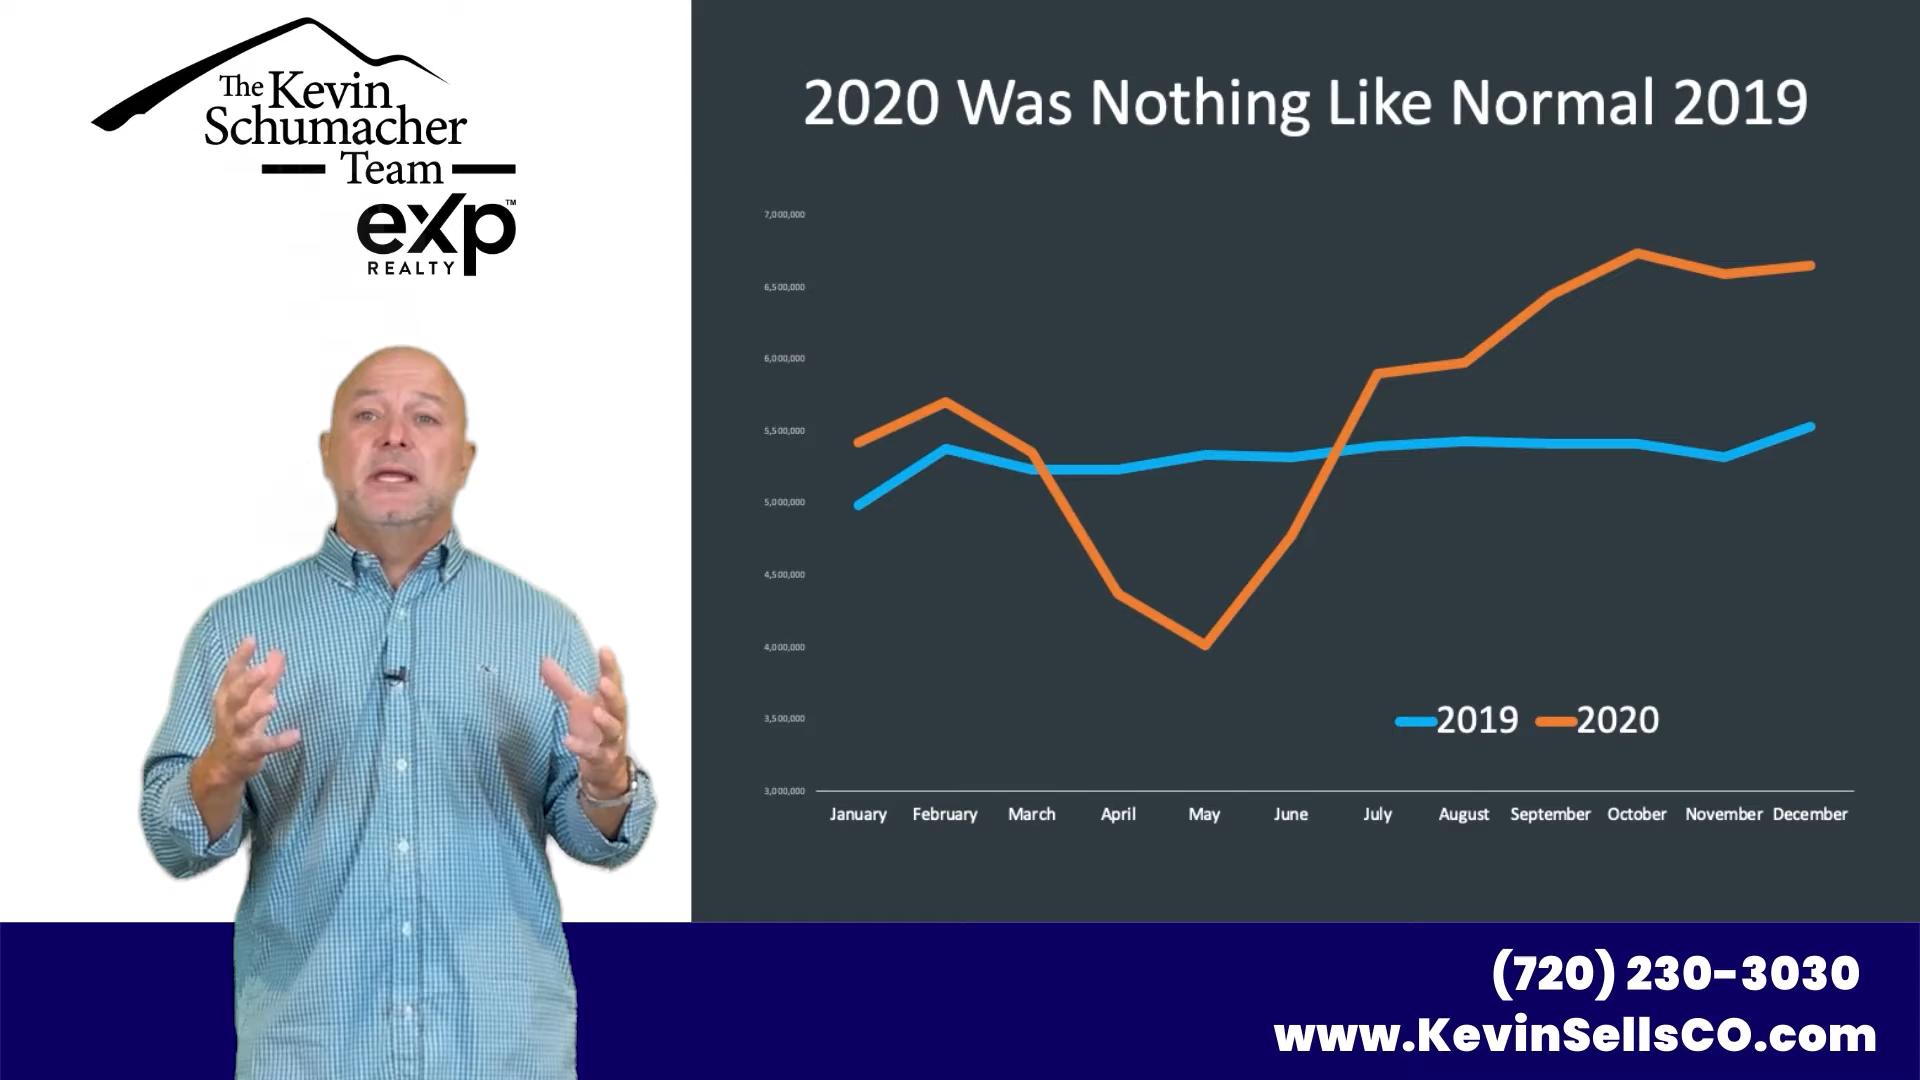 The Kevin
Schumacher
Team
eXp™
REALTY
2020 Was Nothing Like Normal 2019
7,000,000
6,500,000
6,000,000
5,500,000
5,000,000
4,500,000
4,000,000
3,500,000
3,000,000
January February March April May June July August September October November December
2019 2020
(720) 230-3030
www.KevinSellsCO.com